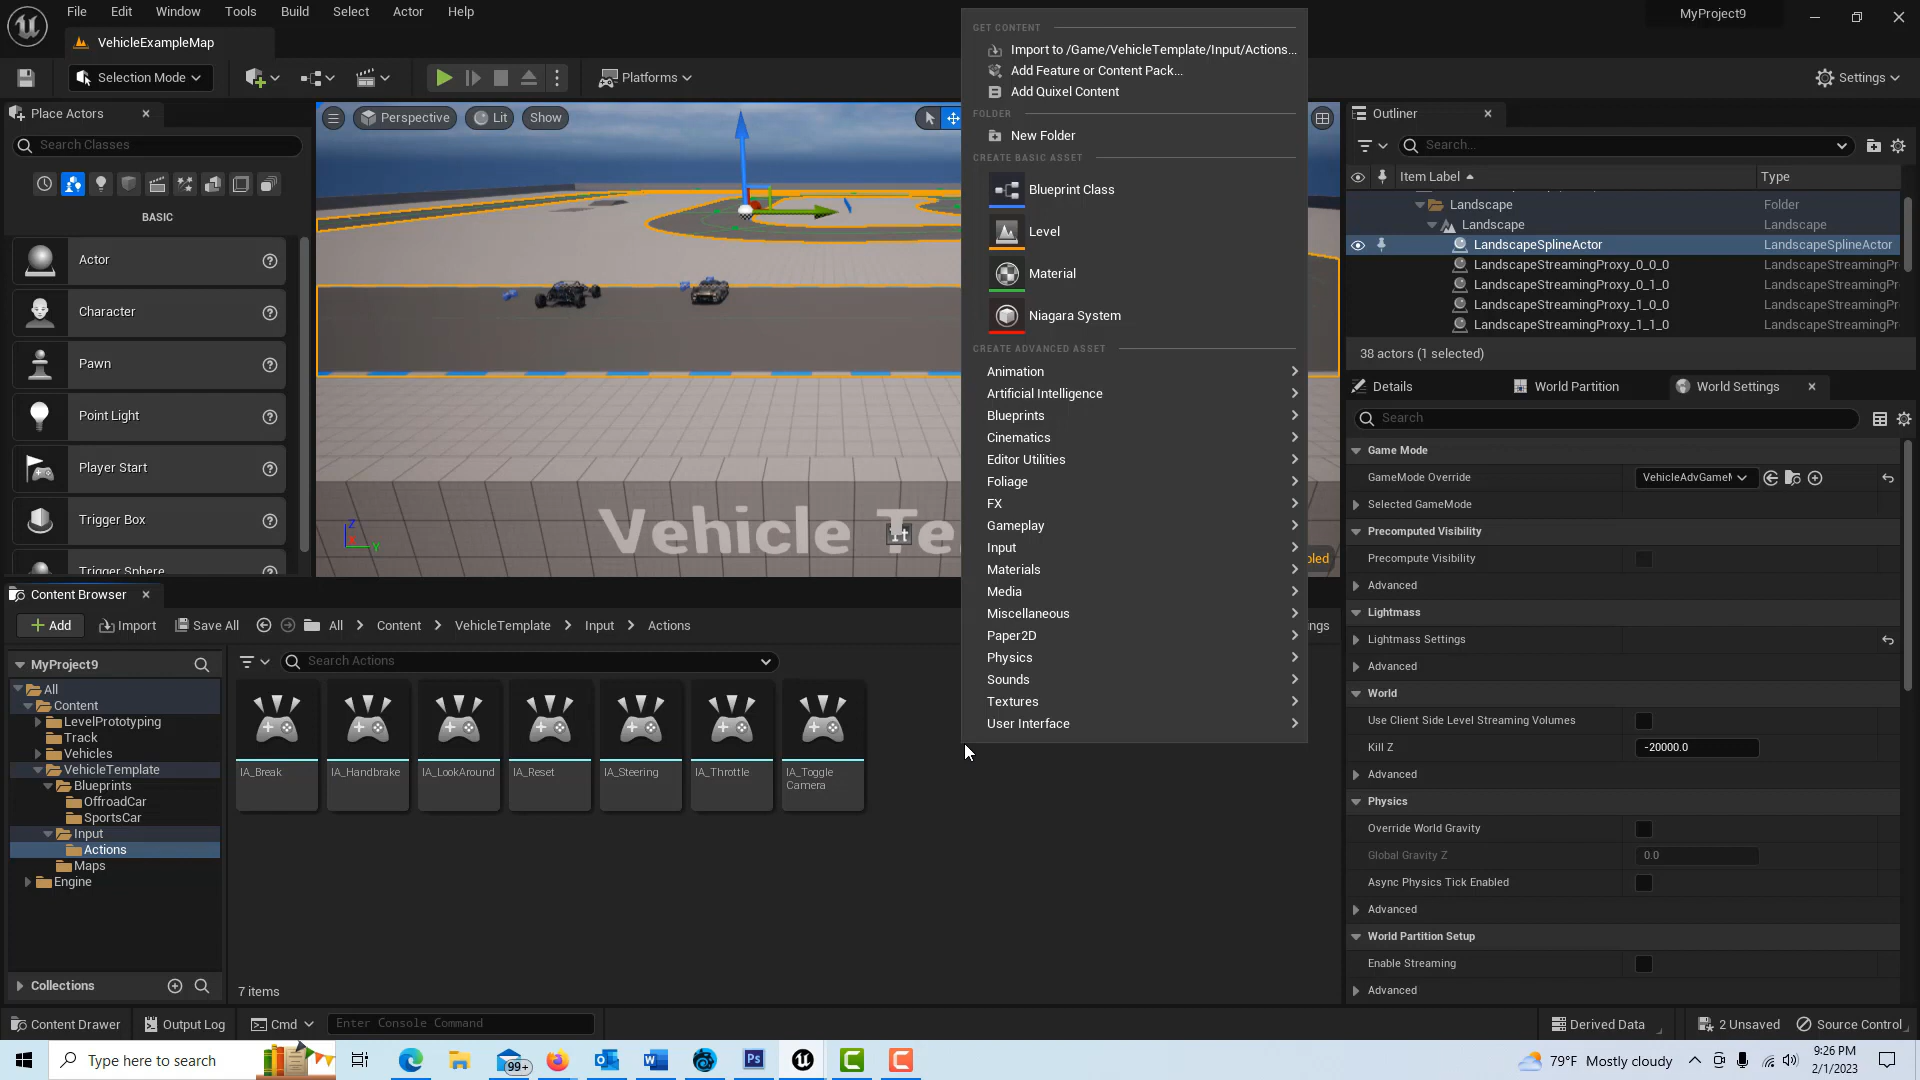 File Edit Window Tools Build Select Actor Help
MyProject9
VehicleExampleMap
Selection Mode
Platforms
Settings
Place Actors
Search Classes
BASIC
Actor
Character
Pawn
Point Light
Player Start
Trigger Box
Trigger Sphere
Perspective
Lit
Show
Vehicle Te
Z
Y
GET CONTENT
Import to /Game/VehicleTemplate/Input/Actions...
Add Feature or Content Pack...
Add Quixel Content
FOLDER
New Folder
CREATE BASIC ASSET
Blueprint Class
Level
Material
Niagara System
CREATE ADVANCED ASSET
Animation
Artificial Intelligence
Blueprints
Cinematics
Editor Utilities
Foliage
FX
Gameplay
Input
Materials
Media
Miscellaneous
Paper2D
Physics
Sounds
Textures
User Interface
Outliner
Search...
Item Label
Type
Landscape Folder
Landscape Landscape
LandscapeSplineActor LandscapeSplineActor
LandscapeStreamingProxy_0_0_0 LandscapeStreamingPr
LandscapeStreamingProxy_0_1_0 LandscapeStreamingPr
LandscapeStreamingProxy_1_0_0 LandscapeStreamingPr
LandscapeStreamingProxy_1_1_0 LandscapeStreamingPr
38 actors (1 selected)
Details
World Partition
World Settings
Search
Game Mode
GameMode Override VehicleAdvGameM
Selected GameMode
Precomputed Visibility
Precompute Visibility
Advanced
Lightmass
Lightmass Settings
Advanced
World
Use Client Side Level Streaming Volumes
Kill Z -20000.0
Advanced
Physics
Override World Gravity
Global Gravity Z 0.0
Async Physics Tick Enabled
Advanced
World Partition Setup
Enable Streaming
Advanced
Content Browser
Add
Import
Save All
All
Content
VehicleTemplate
Input
Actions
MyProject9
All
Content
LevelPrototyping
Track
Vehicles
VehicleTemplate
Blueprints
OffroadCar
SportsCar
Input
Actions
Maps
Engine
Collections
Search Actions
IA_Break
IA_Handbrake
IA_LookAround
IA_Reset
IA_Steering
IA_Throttle
IA_Toggle
Camera
7 items
Content Drawer
Output Log
Cmd
Enter Console Command
Derived Data
2 Unsaved
Source Control
Type here to search
99+
79°F Mostly cloudy
9:26 PM
2/1/2023